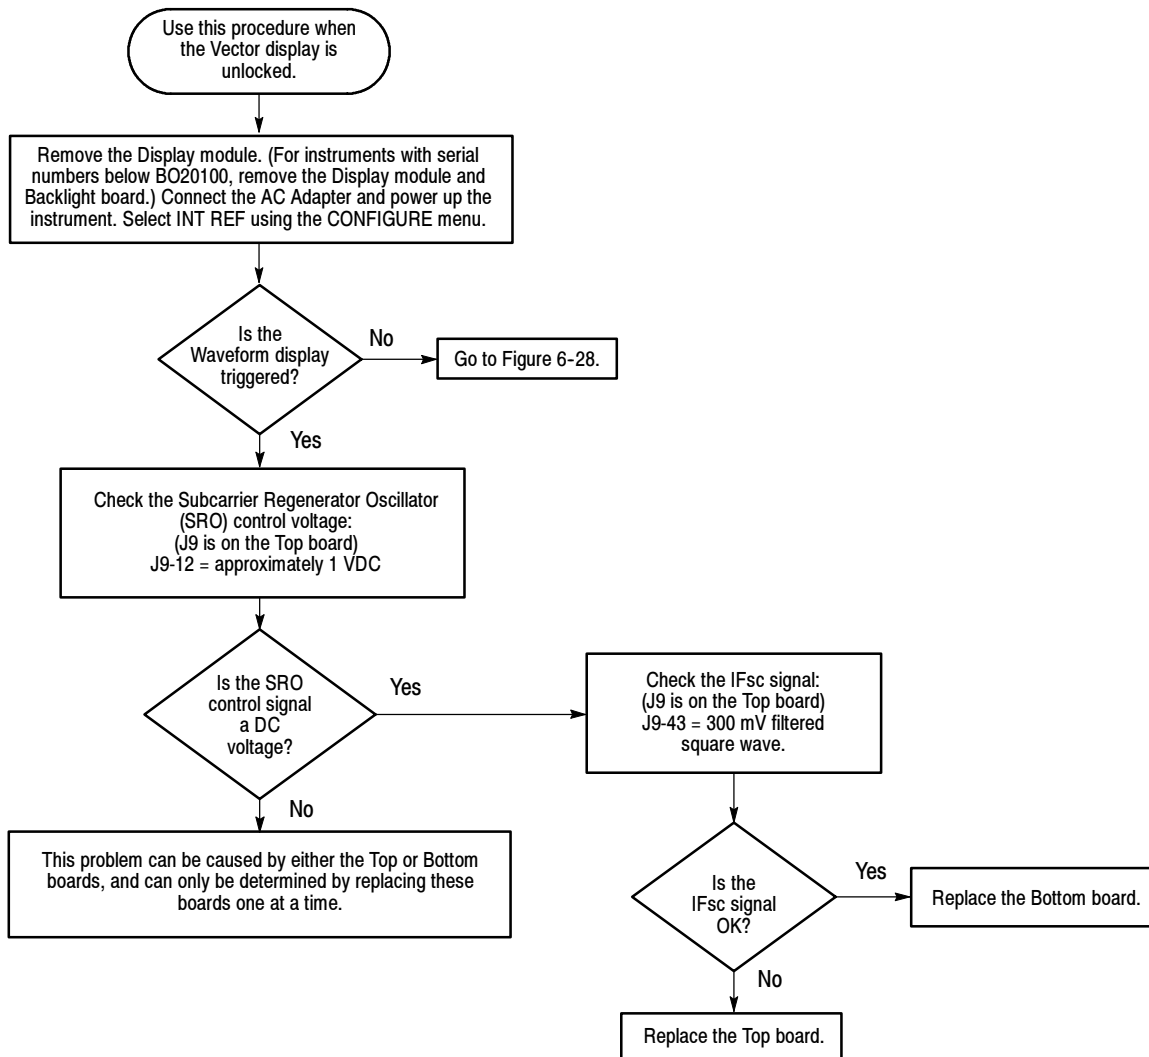 Use this procedure when
the Vector display is
unlocked.
Remove the Display module. (For instruments with serial
numbers below BO20100, remove the Display module and
Backlight board.) Connect the AC Adapter and power up the
instrument. Select INT REF using the CONFIGURE menu.
Is the
Waveform display
triggered?
No
Go to Figure 6-28.
Yes
Check the Subcarrier Regenerator Oscillator
(SRO) control voltage:
(J9 is on the Top board)
J9-12 = approximately 1 VDC
Is the SRO
control signal
a DC
voltage?
Yes
Check the IFsc signal:
(J9 is on the Top board)
J9-43 = 300 mV filtered
square wave.
No
This problem can be caused by either the Top or Bottom
boards, and can only be determined by replacing these
boards one at a time.
Is the
IFsc signal
OK?
Yes
Replace the Bottom board.
No
Replace the Top board.